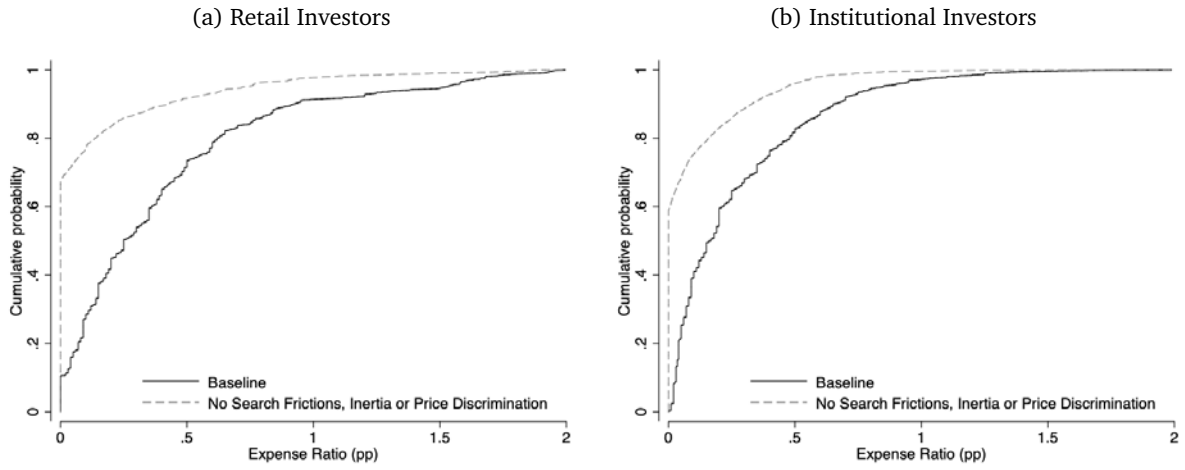 (a) Retail Investors
Cumulative probability
1
.8
.6
.4
.2
0
Baseline
No Search Frictions, Inertia or Price Discrimination
0 .5 1 1.5 2
Expense Ratio (pp)
(b) Institutional Investors
Cumulative probability
1
.8
.6
.4
.2
0
Baseline
No Search Frictions, Inertia or Price Discrimination
0 .5 1 1.5 2
Expense Ratio (pp)